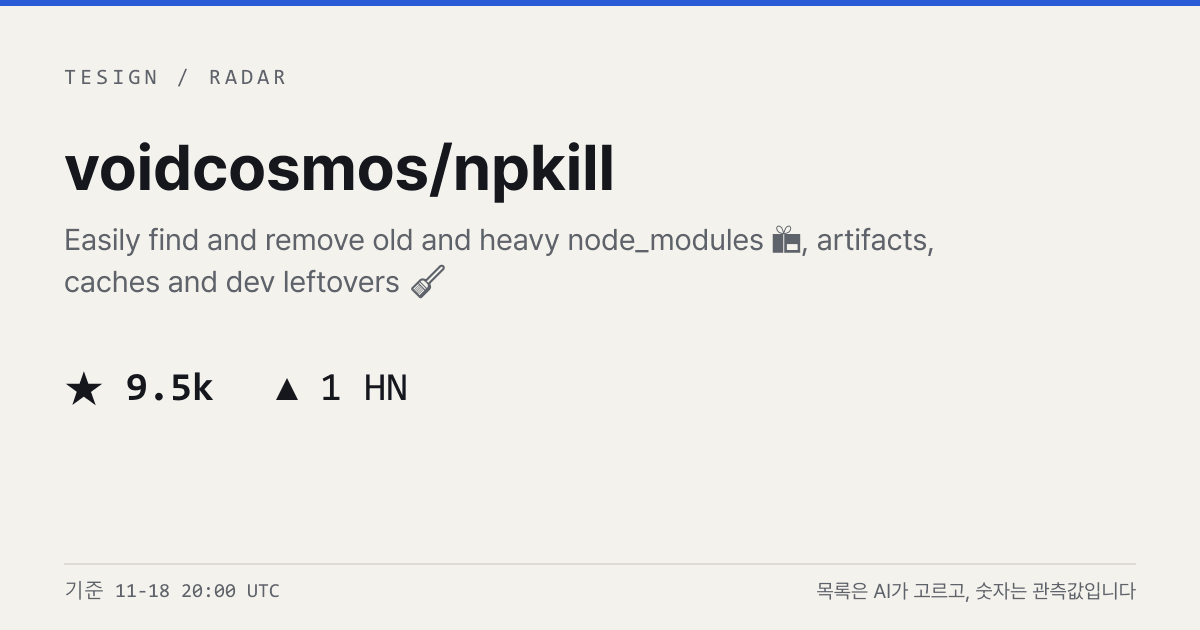 TESIGN / RADAR
voidcosmos/npkill
Easily find and remove old and heavy node_modules 🎁, artifacts,
caches and dev leftovers 🧹
★ 9.5k ▲ 1 HN
기준 11-18 20:00 UTC
목록은 AI가 고르고, 숫자는 관측값입니다